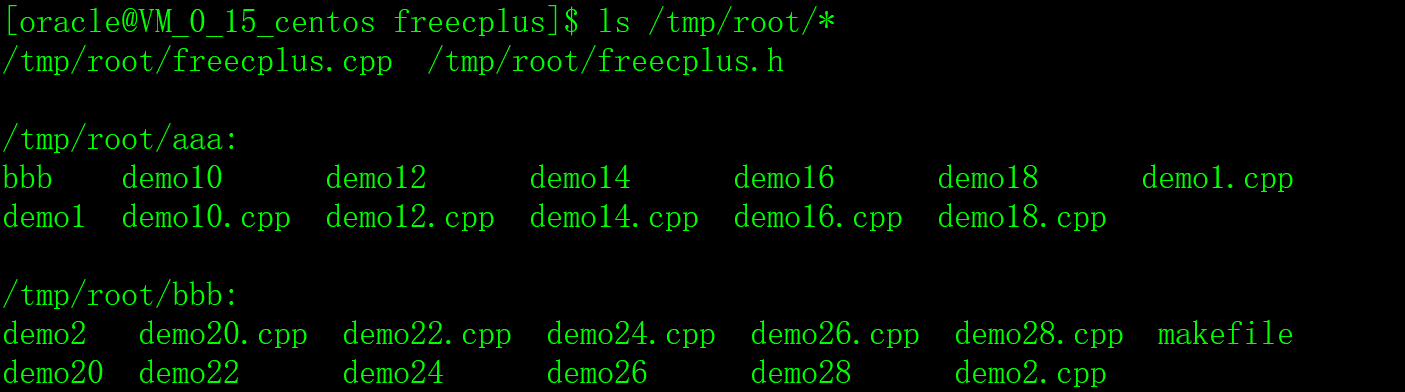 [oracle@VM_0_15_centos freecplus]$ ls /tmp/root/*
/tmp/root/freecplus.cpp  /tmp/root/freecplus.h

/tmp/root/aaa:
bbb    demo10      demo12      demo14      demo16      demo18      demo1.cpp
demo1  demo10.cpp  demo12.cpp  demo14.cpp  demo16.cpp  demo18.cpp

/tmp/root/bbb:
demo2   demo20.cpp  demo22.cpp  demo24.cpp  demo26.cpp  demo28.cpp  makefile
demo20  demo22      demo24      demo26      demo28      demo2.cpp